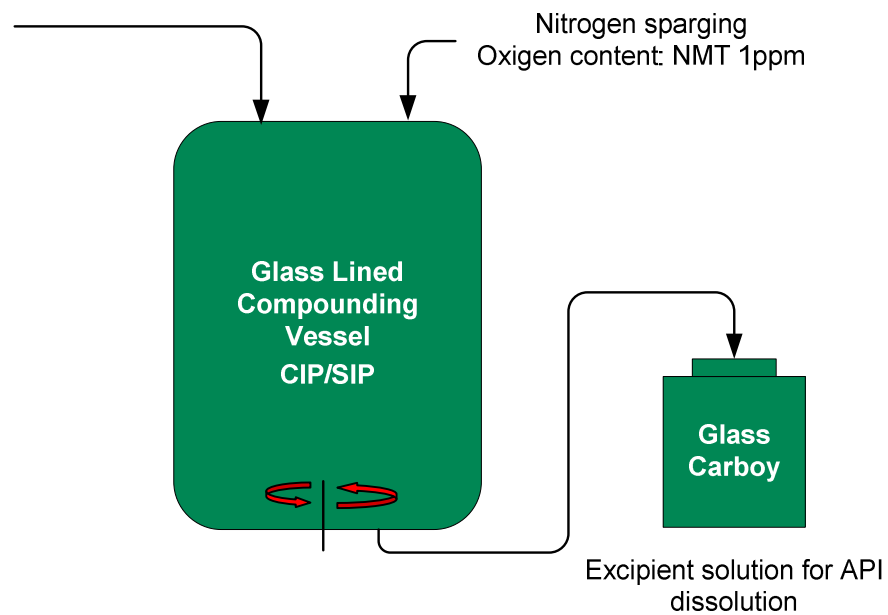 Nitrogen sparging
Oxigen content: NMT 1ppm
Glass Lined
Compounding
Vessel
CIP/SIP
Glass
Carboy
Excipient solution for API
dissolution